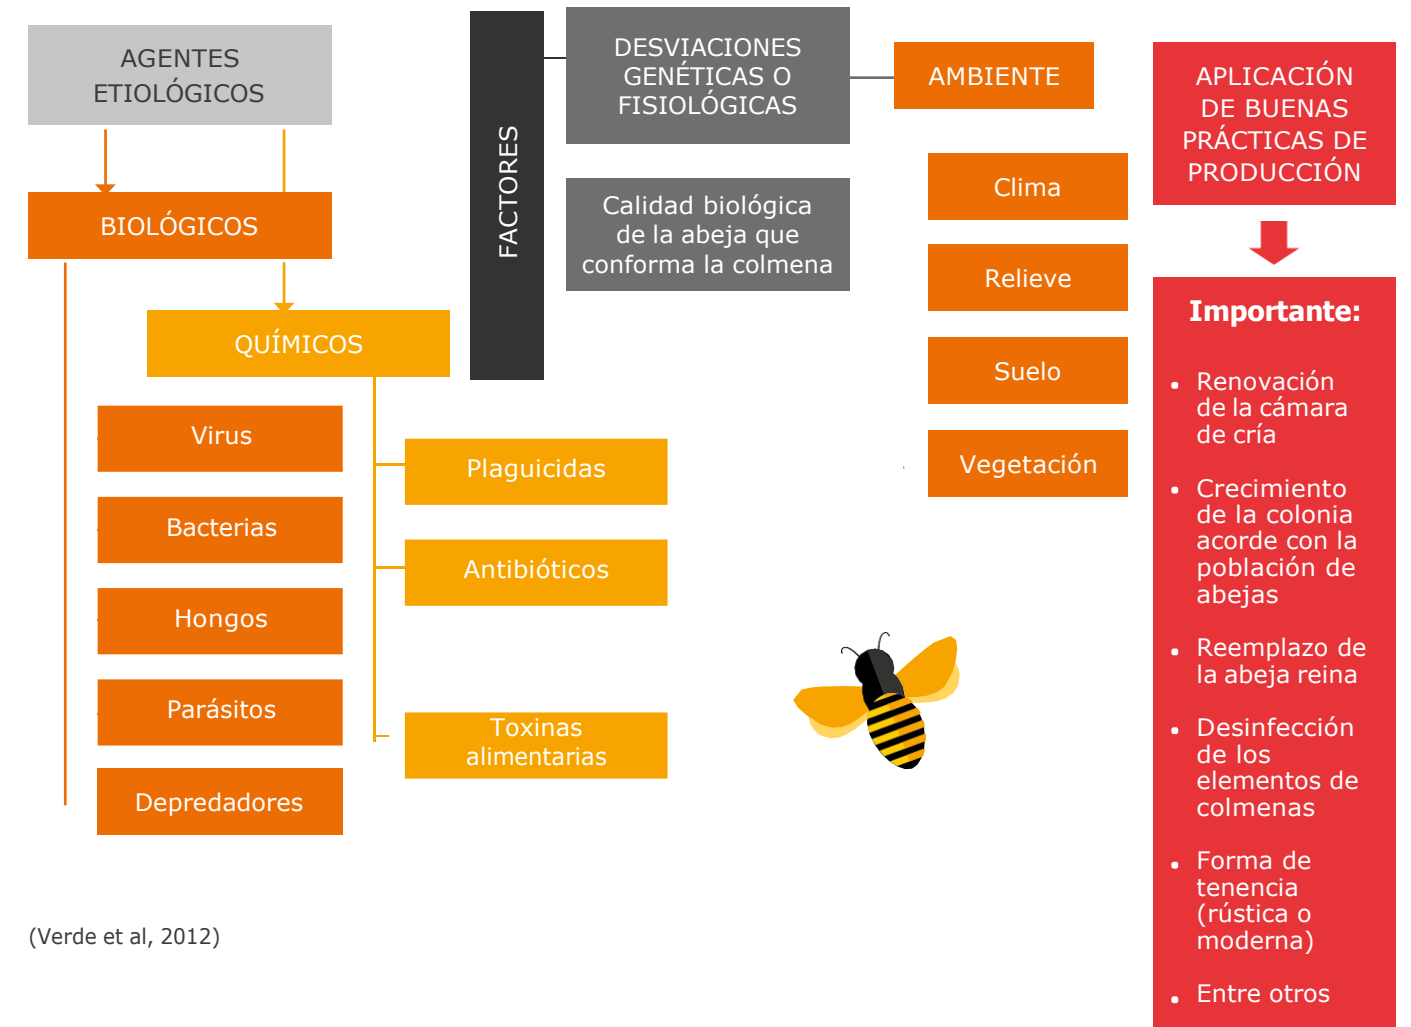 AGENTES
ETIOLÓGICOS
BIOLÓGICOS
QUÍMICOS
Virus
Bacterias
Hongos
Parásitos
Depredadores
Plaguicidas
Antibióticos
Toxinas
alimentarias
FACTORES
DESVIACIONES
GENÉTICAS O
FISIOLÓGICAS
Calidad biológica
de la abeja que
conforma la colmena
AMBIENTE
Clima
Relieve
Suelo
Vegetación
APLICACIÓN
DE BUENAS
PRÁCTICAS DE
PRODUCCIÓN
Importante:
• Renovación
de la cámara
de cría
• Crecimiento
de la colonia
acorde con la
población de
abejas
• Reemplazo de
la abeja reina
• Desinfección
de los
elementos de
colmenas
• Forma de
tenencia
(rústica o
moderna)
• Entre otros
(Verde et al, 2012)